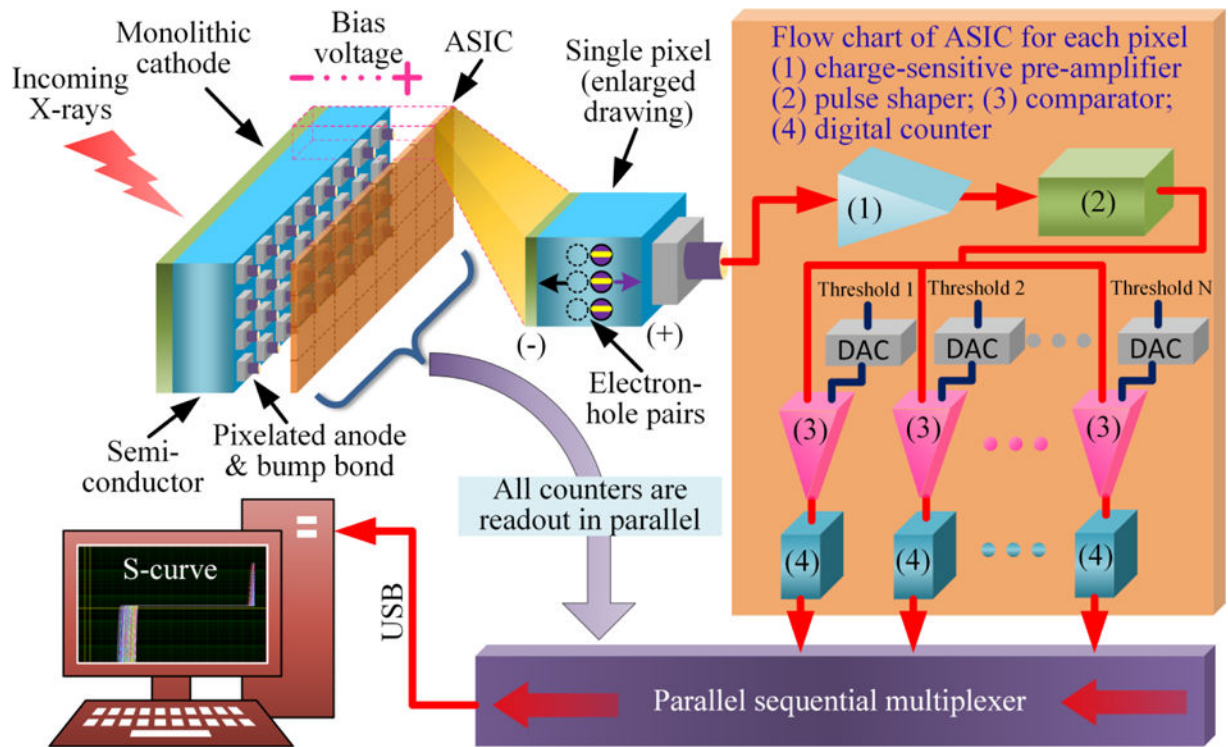 Monolithic
cathode
Bias
voltage
ASIC
Incoming
X-rays
Single pixel
(enlarged
drawing)
(-)
(+)
Electron-
hole pairs
Semi-
conductor
Pixelated anode
& bump bond
All counters are
readout in parallel
Flow chart of ASIC for each pixel
(1) charge-sensitive pre-amplifier
(2) pulse shaper; (3) comparator;
(4) digital counter
(1)
(2)
Threshold 1
Threshold 2
Threshold N
DAC
DAC
DAC
(3)
(3)
(3)
(4)
(4)
(4)
S-curve
USB
Parallel sequential multiplexer